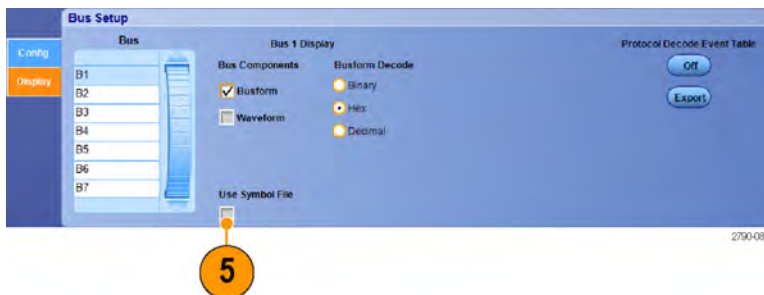 Bus Setup
Config
Display
Bus
B1
B2
B3
B4
B5
B6
B7
Bus 1 Display
Bus Components
Busform
Waveform
Busform Decode
Binary
Hex
Decimal
Use Symbol File
Protocol Decode Event Table
Off
Export
2790-08
5